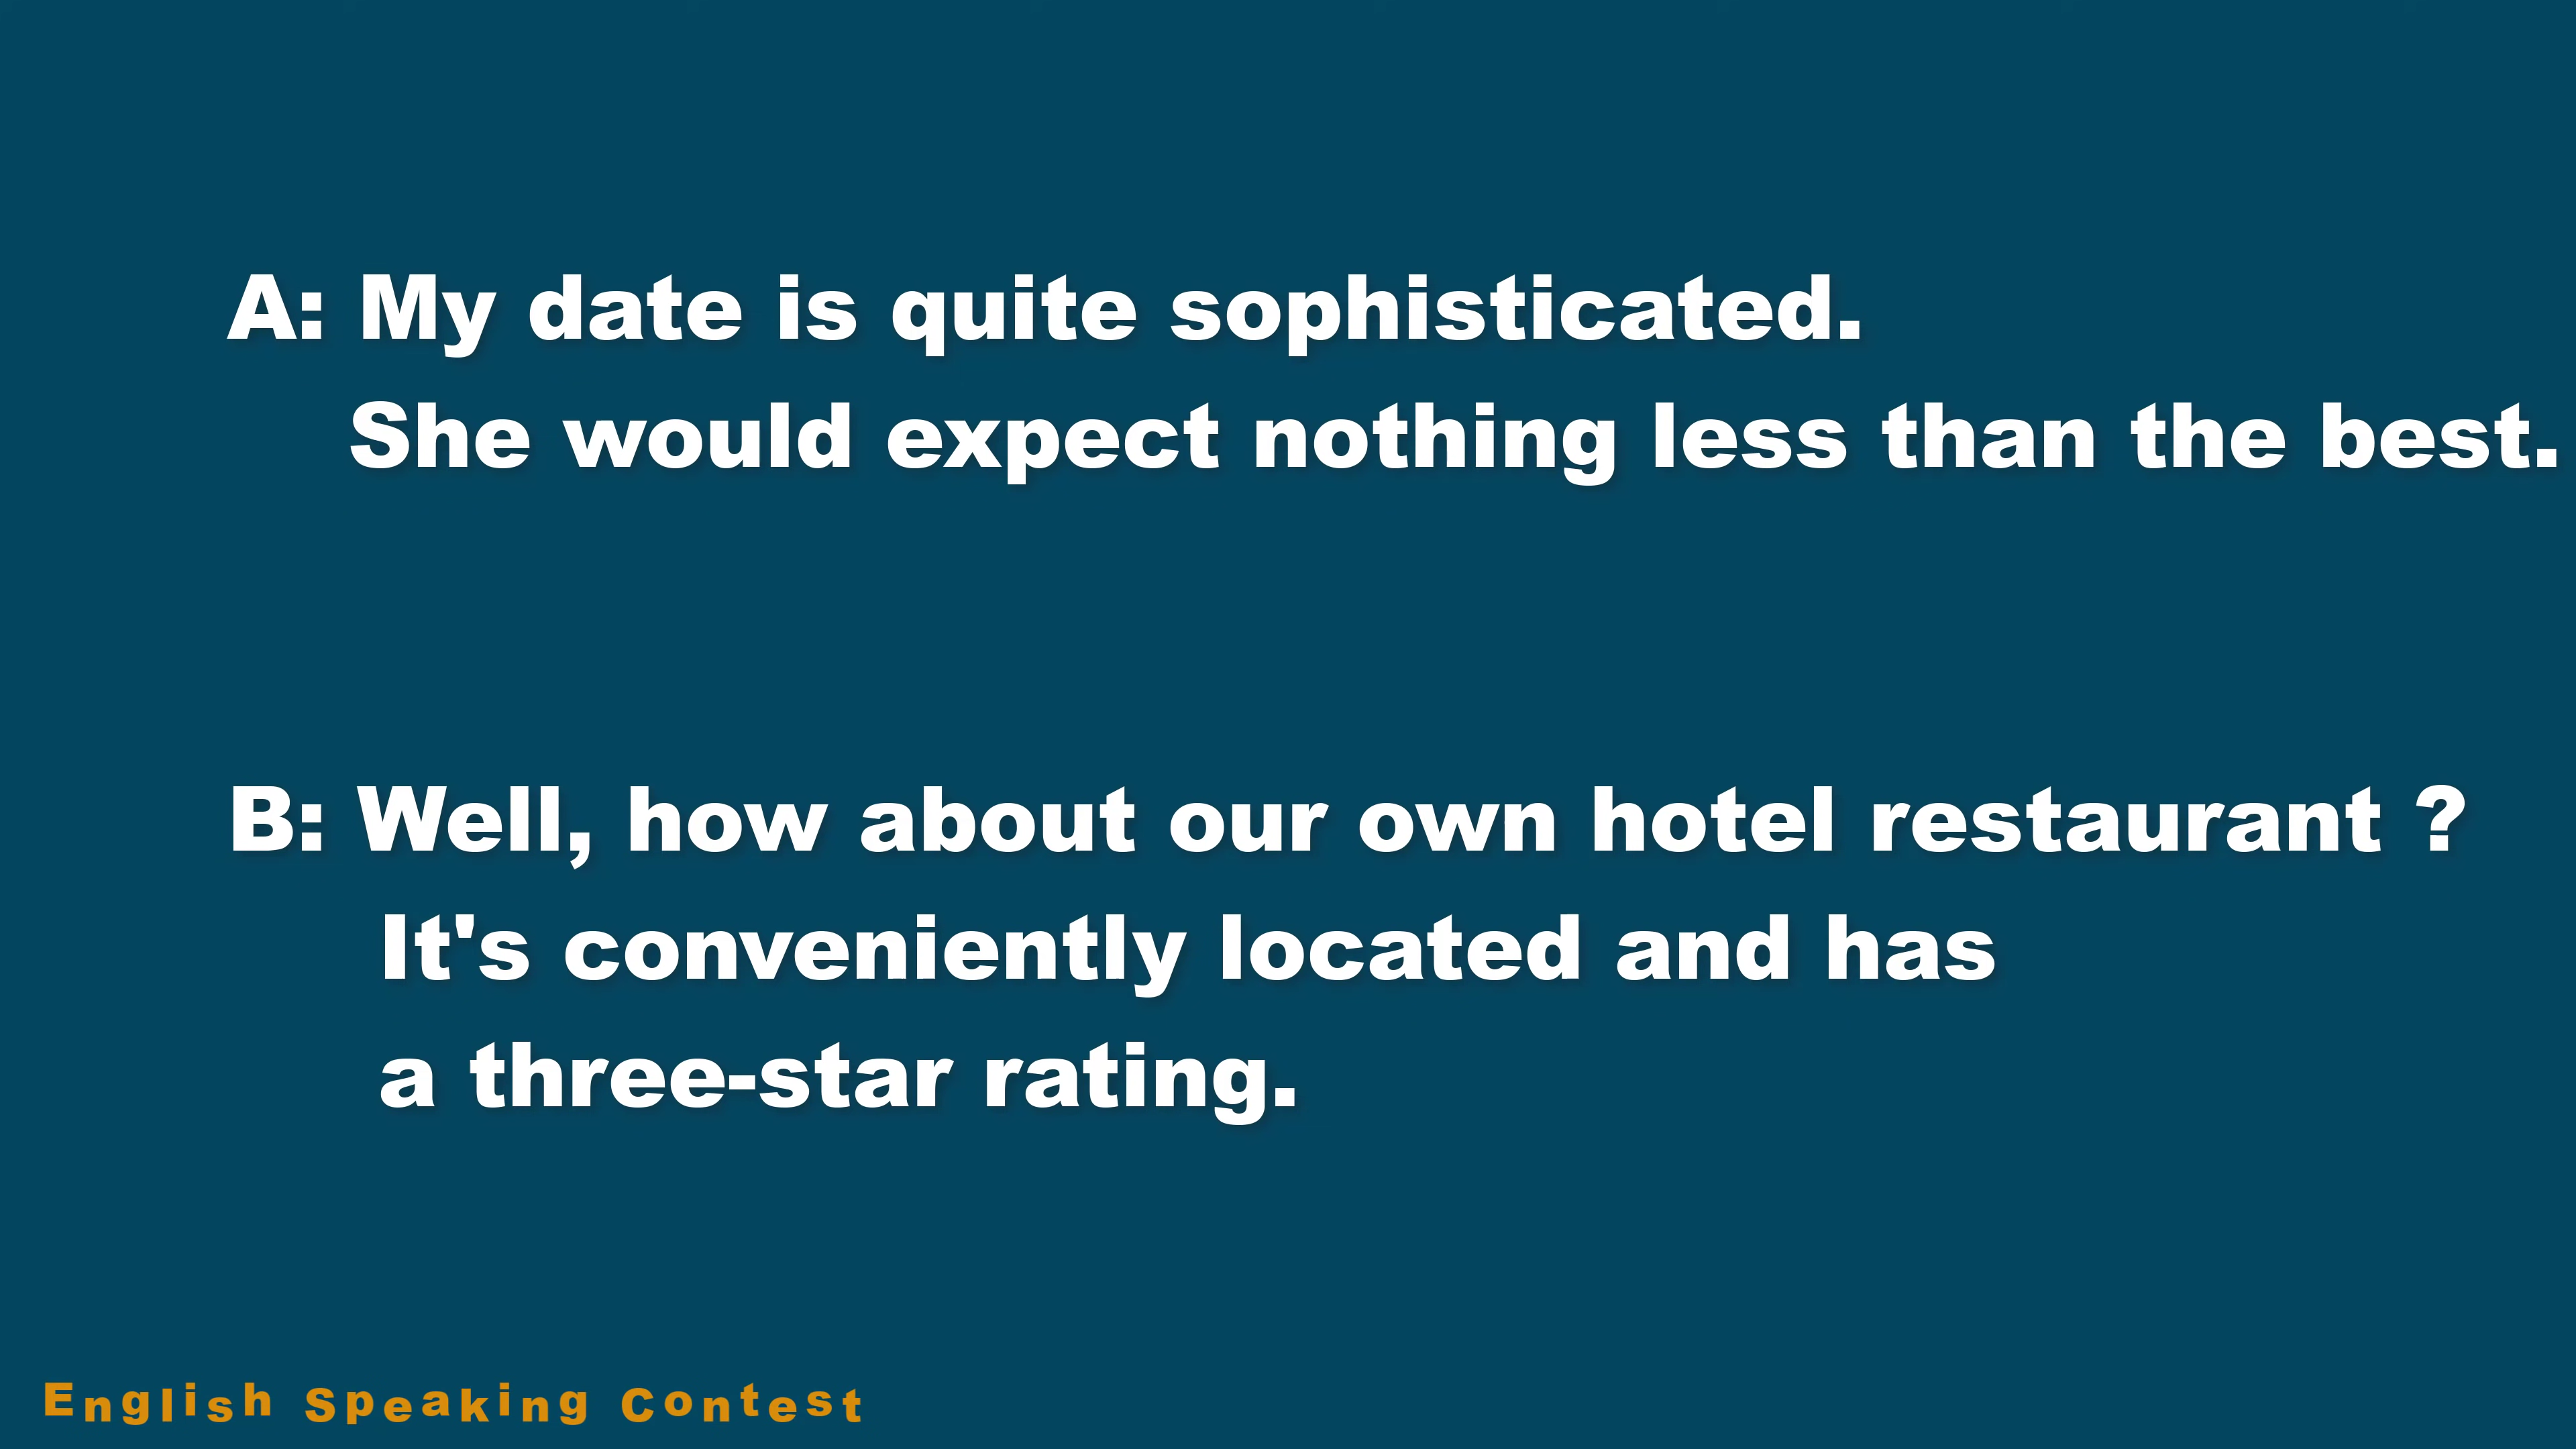 A: My date is quite sophisticated.
She would expect nothing less than the best.
B: Well, how about our own hotel restaurant ?
It's conveniently located and has
a three-star rating.
English Speaking Contest